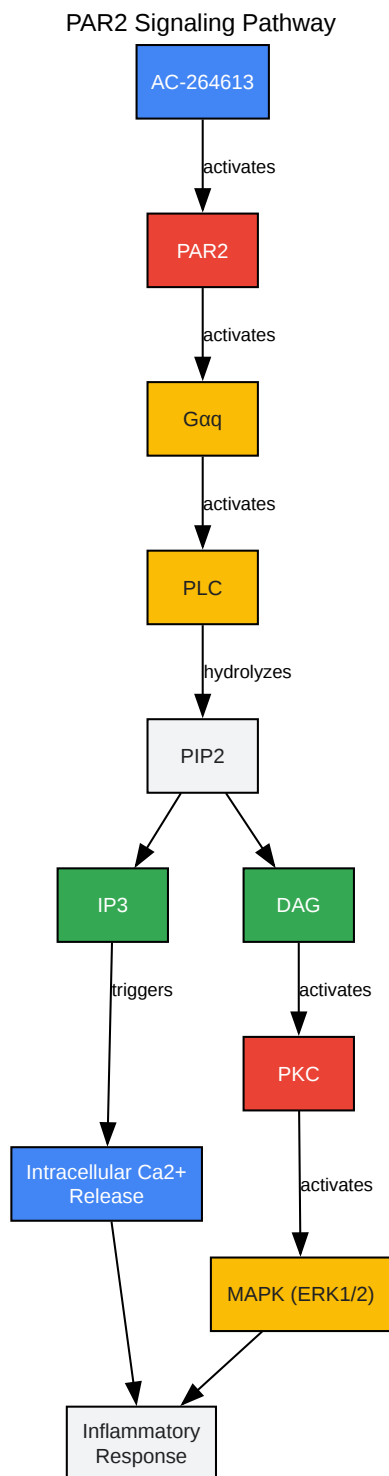 PAR2 Signaling Pathway
AC-264613
activates
PAR2
activates
Gαq
activates
PLC
hydrolyzes
PIP2
IP3
DAG
triggers
activates
PKC
Intracellular Ca2+
Release
activates
MAPK (ERK1/2)
Inflammatory
Response